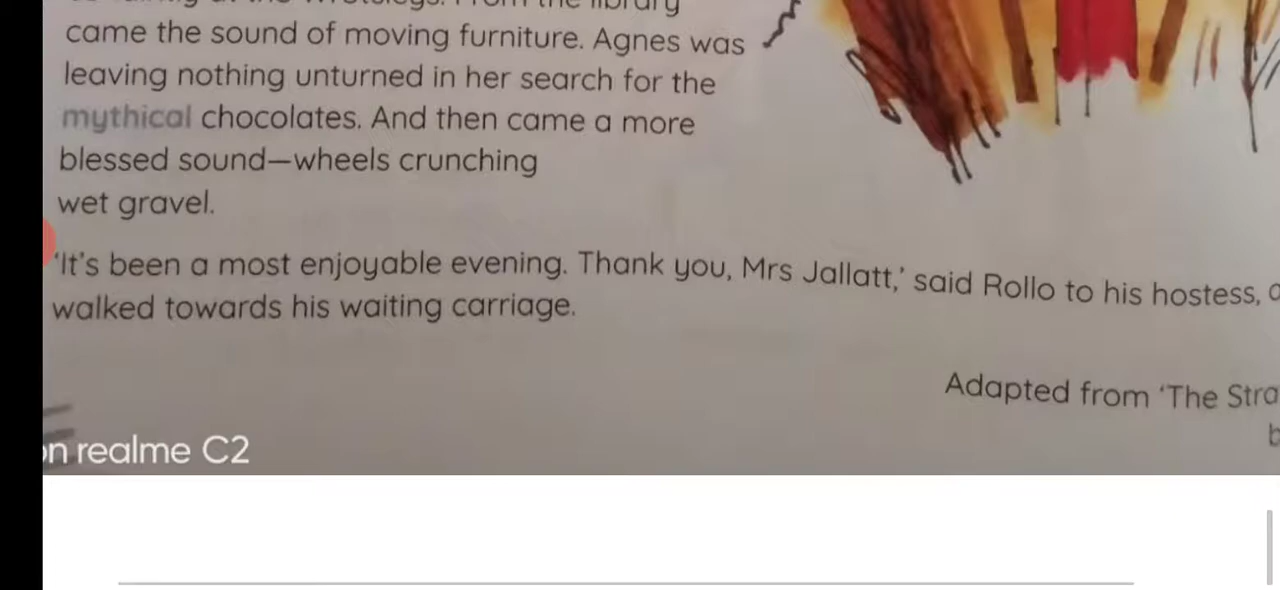 came the sound of moving furniture. Agnes was
leaving nothing unturned in her search for the
mythical chocolates. And then came a more
blessed sound—wheels crunching
wet gravel.
'It's been a most enjoyable evening. Thank you, Mrs Jallatt,' said Rollo to his hostess,
walked towards his waiting carriage.
Adapted from 'The Stra
on realme C2